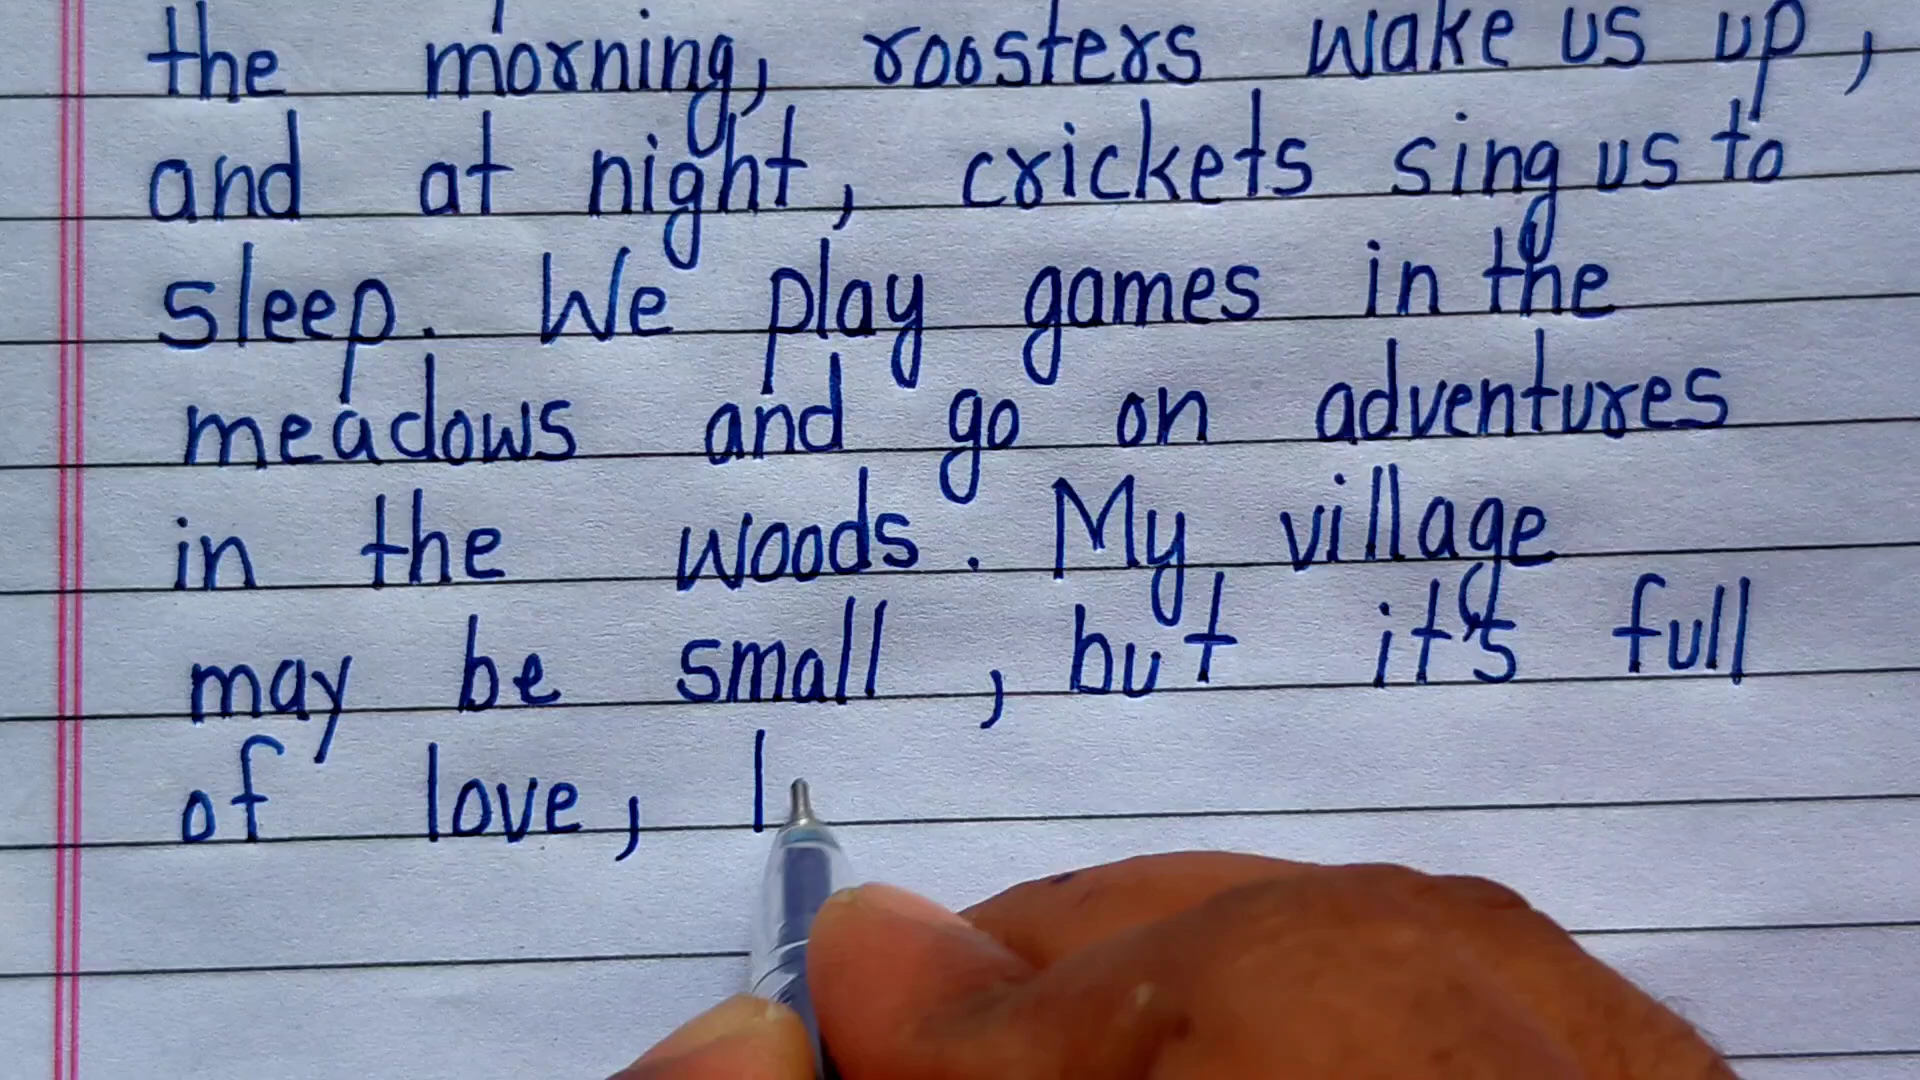 the morning, roosters wake us up,
and at night, crickets sing us to
sleep. We play games in the
meadows and go on adventures
in the woods. My village
may be small, but it's full
of love, l